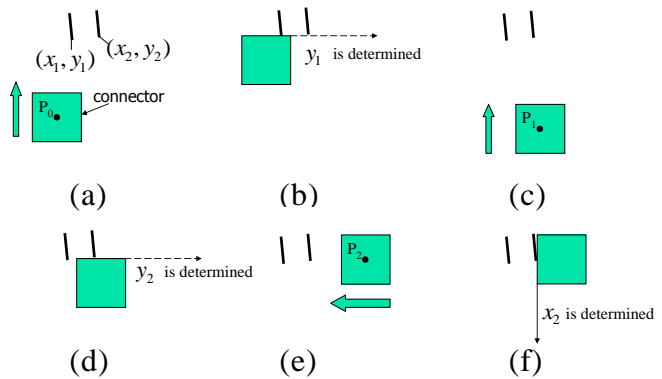 (x₁, y₁)
(x₂, y₂)
P₀
connector
(a)
y₁ is determined
(b)
P₁
(c)
y₂ is determined
(d)
P₂
(e)
x₂ is determined
(f)